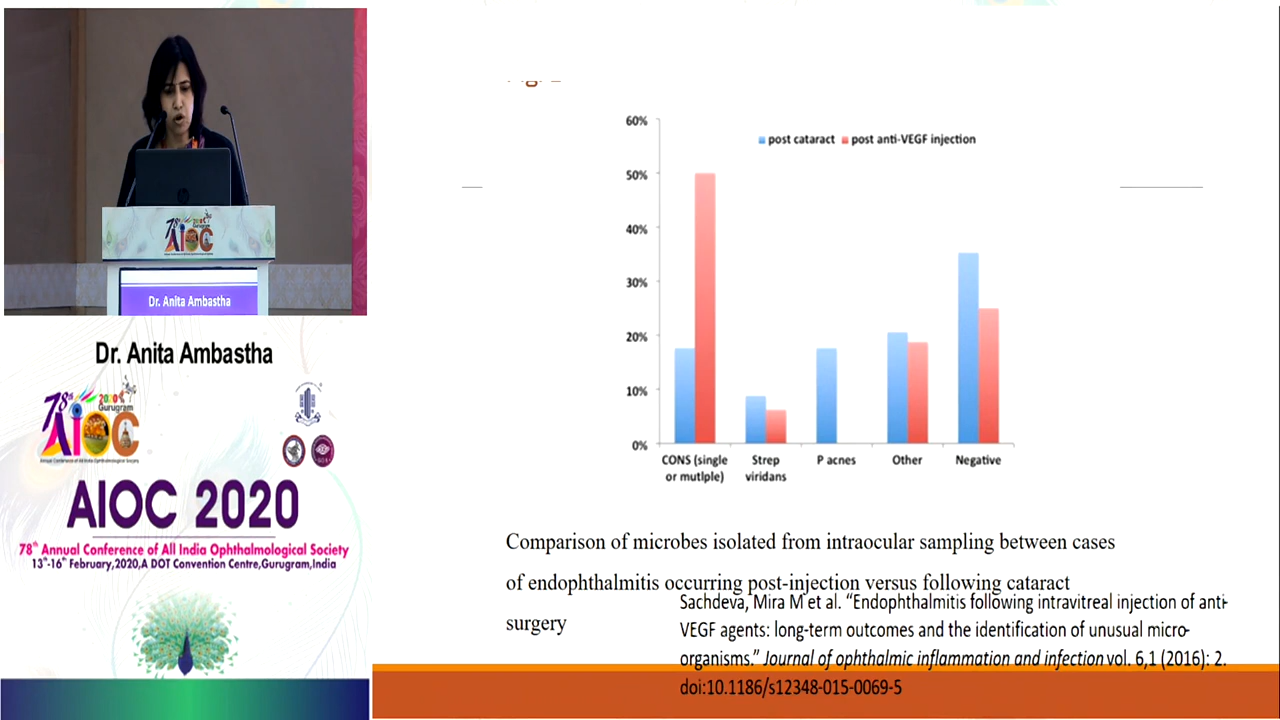 60%
post cataract
post anti-VEGF injection
50%
40%
30%
20%
10%
0%
CONS (single
or mutlple)
Strep
viridans
P acnes
Other
Negative
Comparison of microbes isolated from intraocular sampling between cases
of endophthalmitis occurring post-injection versus following cataract
surgery
Sachdeva, Mira M et al. “Endophthalmitis following intravitreal injection of anti-
VEGF agents: long-term outcomes and the identification of unusual micro-
organisms.” Journal of ophthalmic inflammation and infection vol. 6,1 (2016): 2.
doi:10.1186/s12348-015-0069-5
78th
AIOC
Dr. Anita Ambastha
Dr. Anita Ambastha
78th
2020
Gurugram
AIOC
AIOC 2020
78th Annual Conference of All India Ophthalmological Society
13th-16th February,2020,A DOT Convention Centre,Gurugram,India